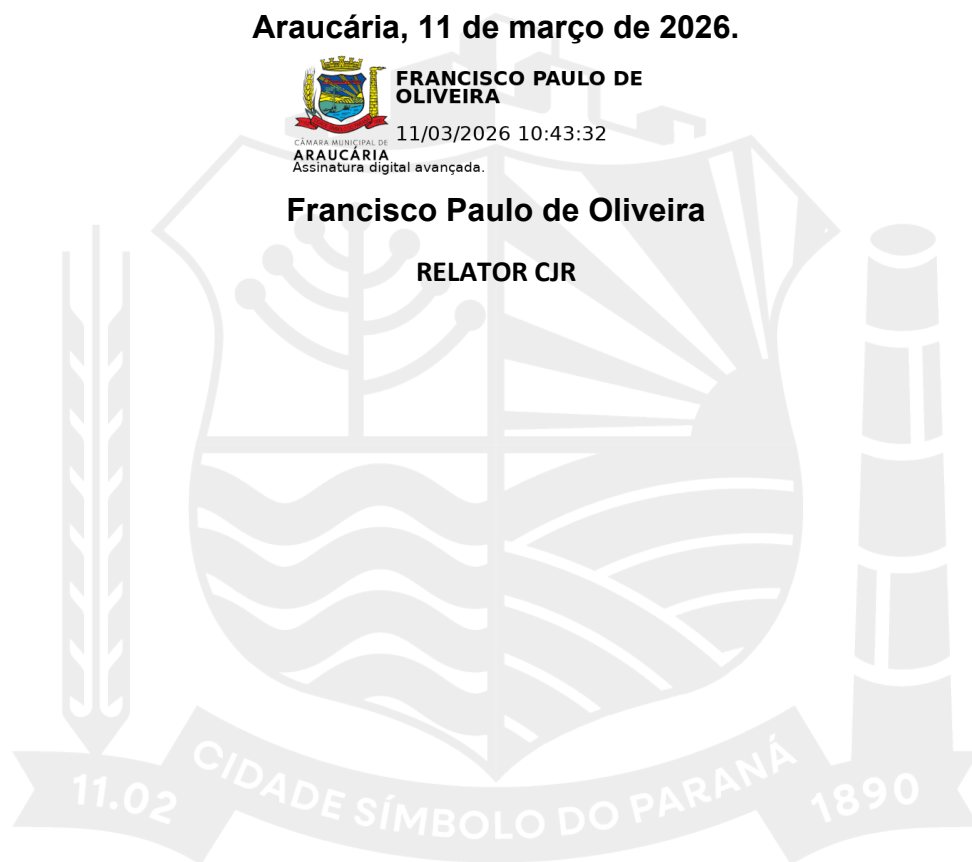 Araucária, 11 de março de 2026.
FRANCISCO PAULO DE
OLIVEIRA
11/03/2026 10:43:32
CÂMARA MUNICIPAL DE
ARAUCÁRIA
Assinatura digital avançada.
Francisco Paulo de Oliveira
RELATOR CJR
11.02 CIDADE SÍMBOLO DO PARANÁ 1890